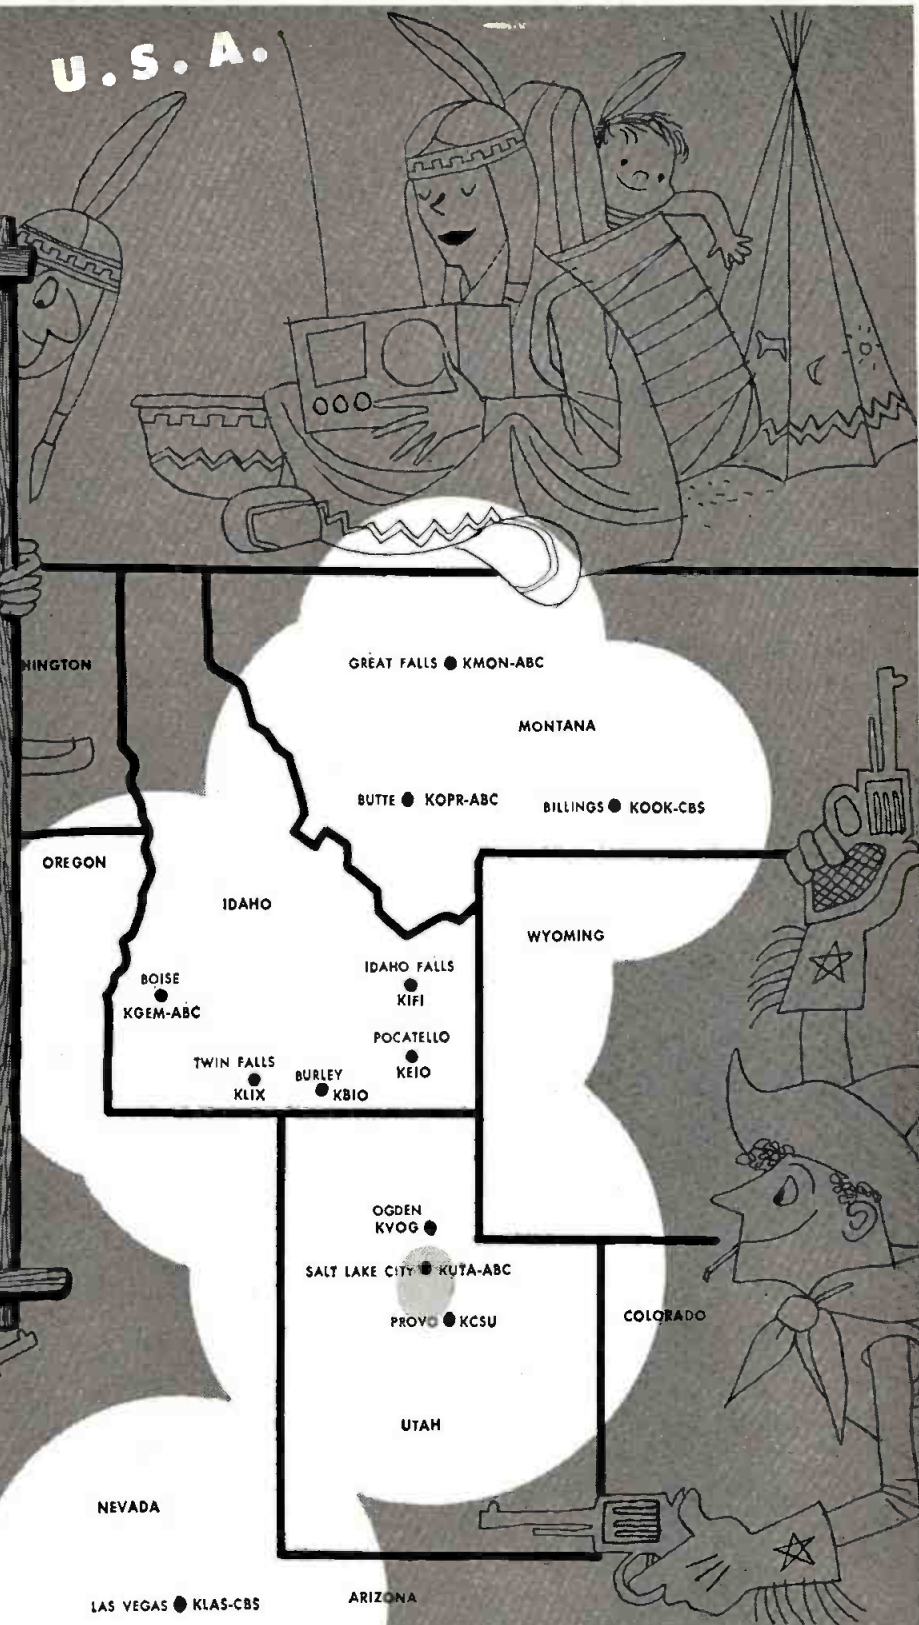 U.S.A.
HINGTON
GREAT FALLS KMON-ABC
MONTANA
BUTTE KOPR-ABC
BILLINGS KOOK-CBS
OREGON
IDAHO
WYOMING
IDAHO FALLS
KIFI
BOISE
KGEM-ABC
POCATELLO
KEIO
TWIN FALLS
KLIX
BURLEY
KBIO
OGDEN
KVOG
SALT LAKE CITY KUTA-ABC
PROVO KCSU
COLORADO
UTAH
NEVADA
LAS VEGAS KLAS-CBS
ARIZONA